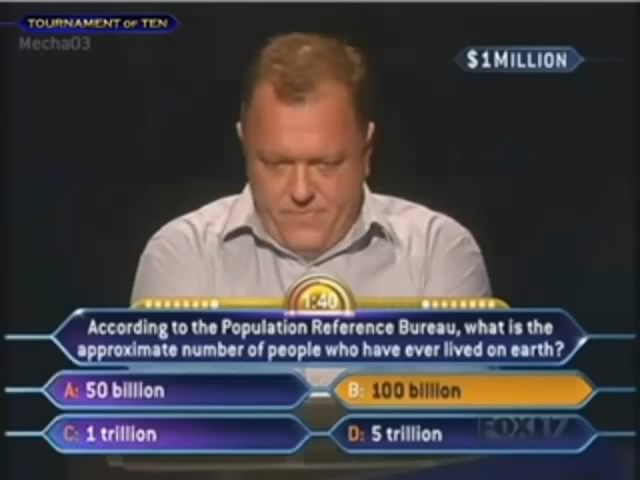 TOURNAMENT OF TEN
Mecha03
$1MILLION
1:40
According to the Population Reference Bureau, what is the
approximate number of people who have ever lived on earth?
A: 50 billion
B: 100 billion
C: 1 trillion
D: 5 trillion
FOX17